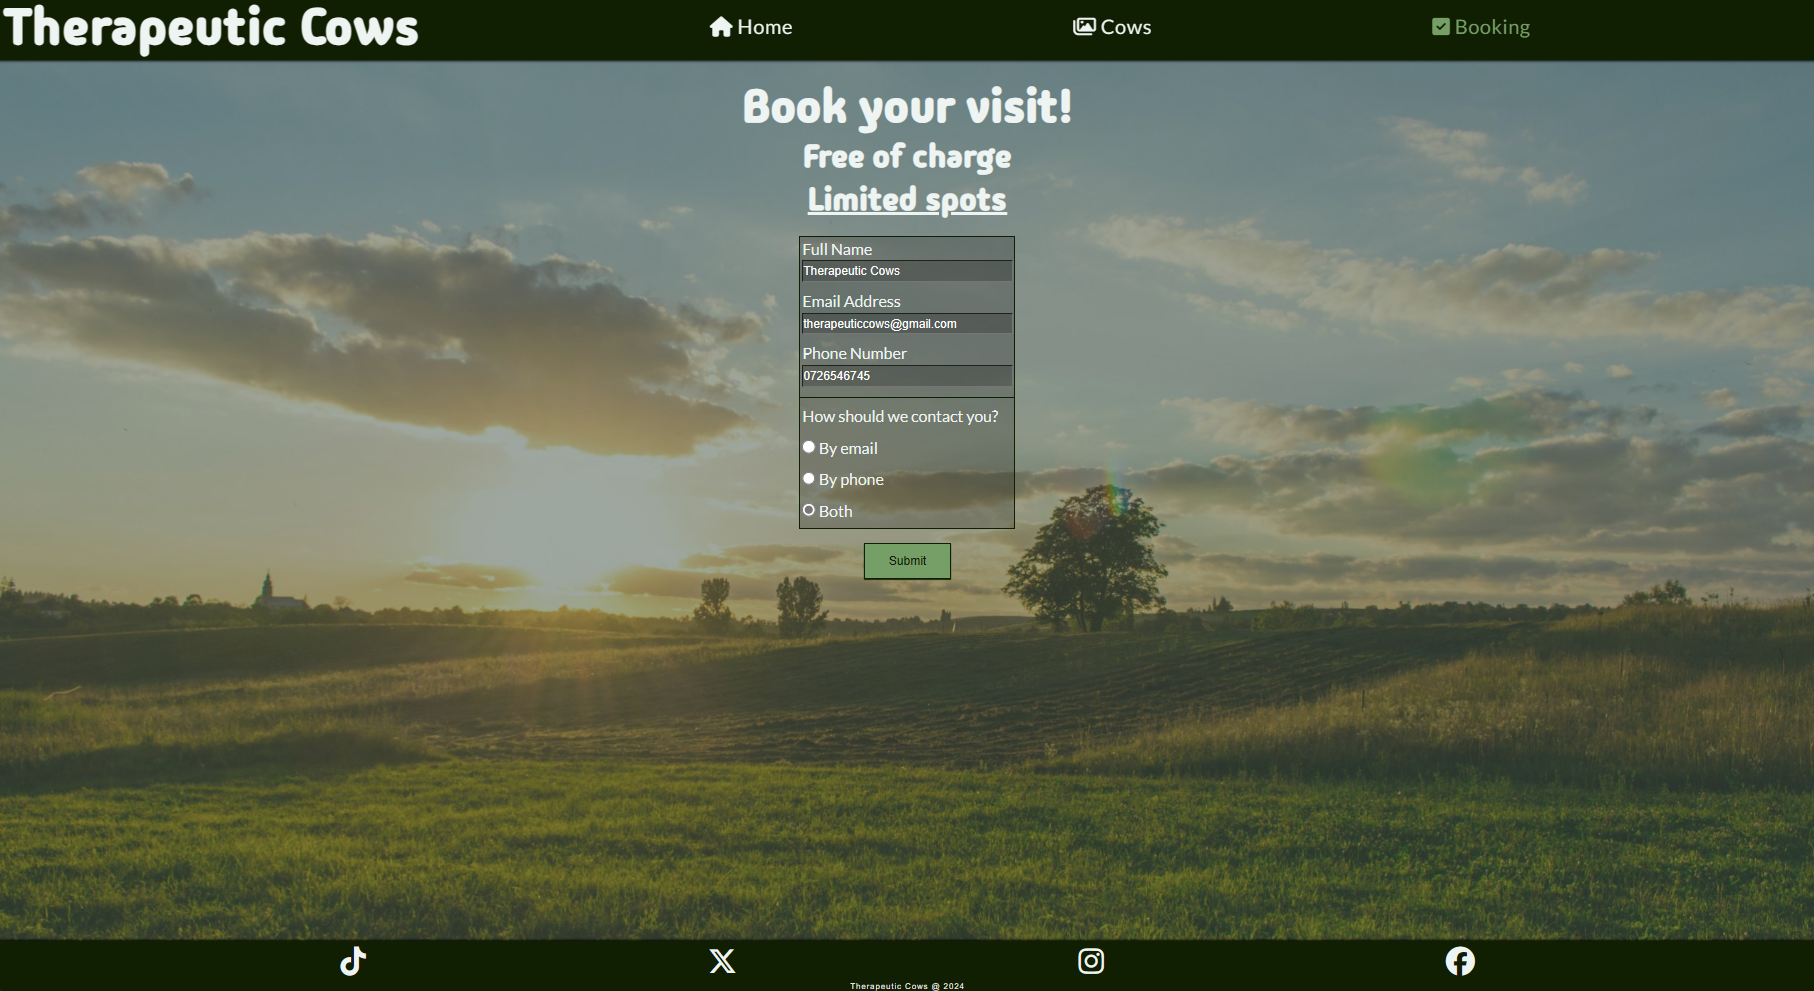 Therapeutic Cows
Home
Cows
Booking
Book your visit!
Free of charge
Limited spots
Full Name
Therapeutic Cows
Email Address
therapeuticcows@gmail.com
Phone Number
0726546745
How should we contact you?
By email
By phone
Both
Submit
Therapeutic Cows @ 2024